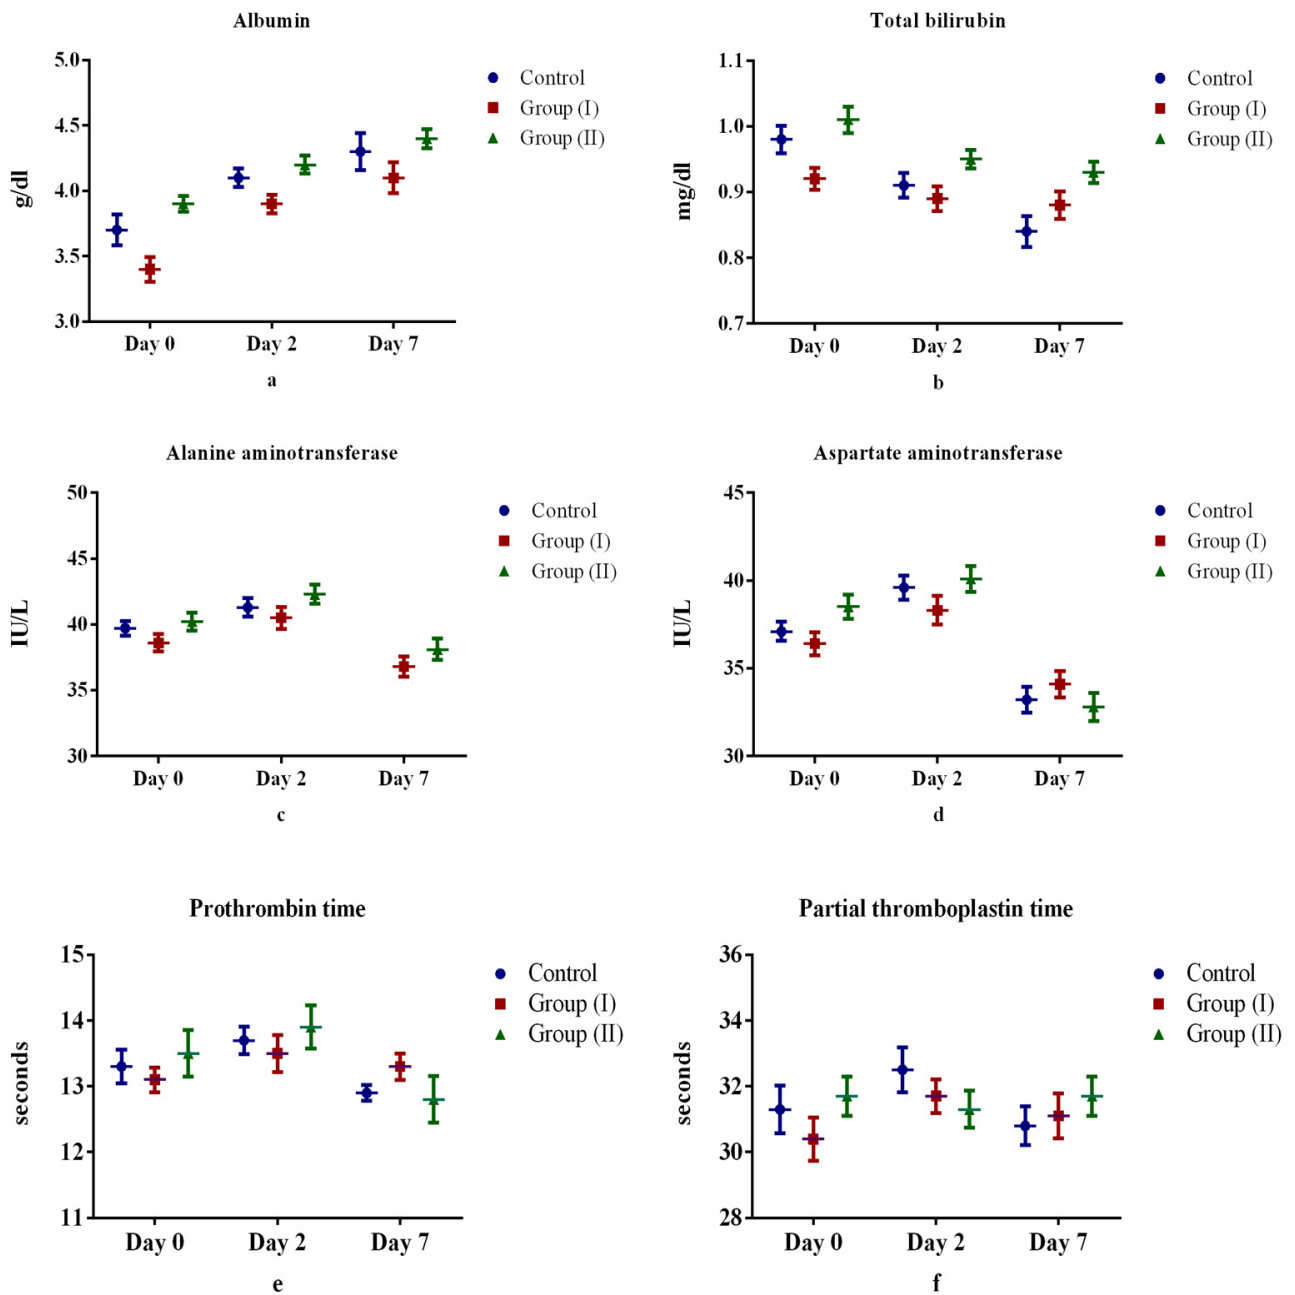 Albumin
5.0
4.5
4.0
3.5
3.0
g/dl
Day 0
Day 2
Day 7
Control
Group (I)
Group (II)
a
Total bilirubin
1.1
1.0
0.9
0.8
0.7
mg/dl
Day 0
Day 2
Day 7
Control
Group (I)
Group (II)
b
Alanine aminotransferase
50
45
40
35
30
IU/L
Day 0
Day 2
Day 7
Control
Group (I)
Group (II)
c
Aspartate aminotransferase
45
40
35
30
IU/L
Day 0
Day 2
Day 7
Control
Group (I)
Group (II)
d
Prothrombin time
15
14
13
12
11
seconds
Day 0
Day 2
Day 7
Control
Group (I)
Group (II)
e
Partial thromboplastin time
36
34
32
30
28
seconds
Day 0
Day 2
Day 7
Control
Group (I)
Group (II)
f